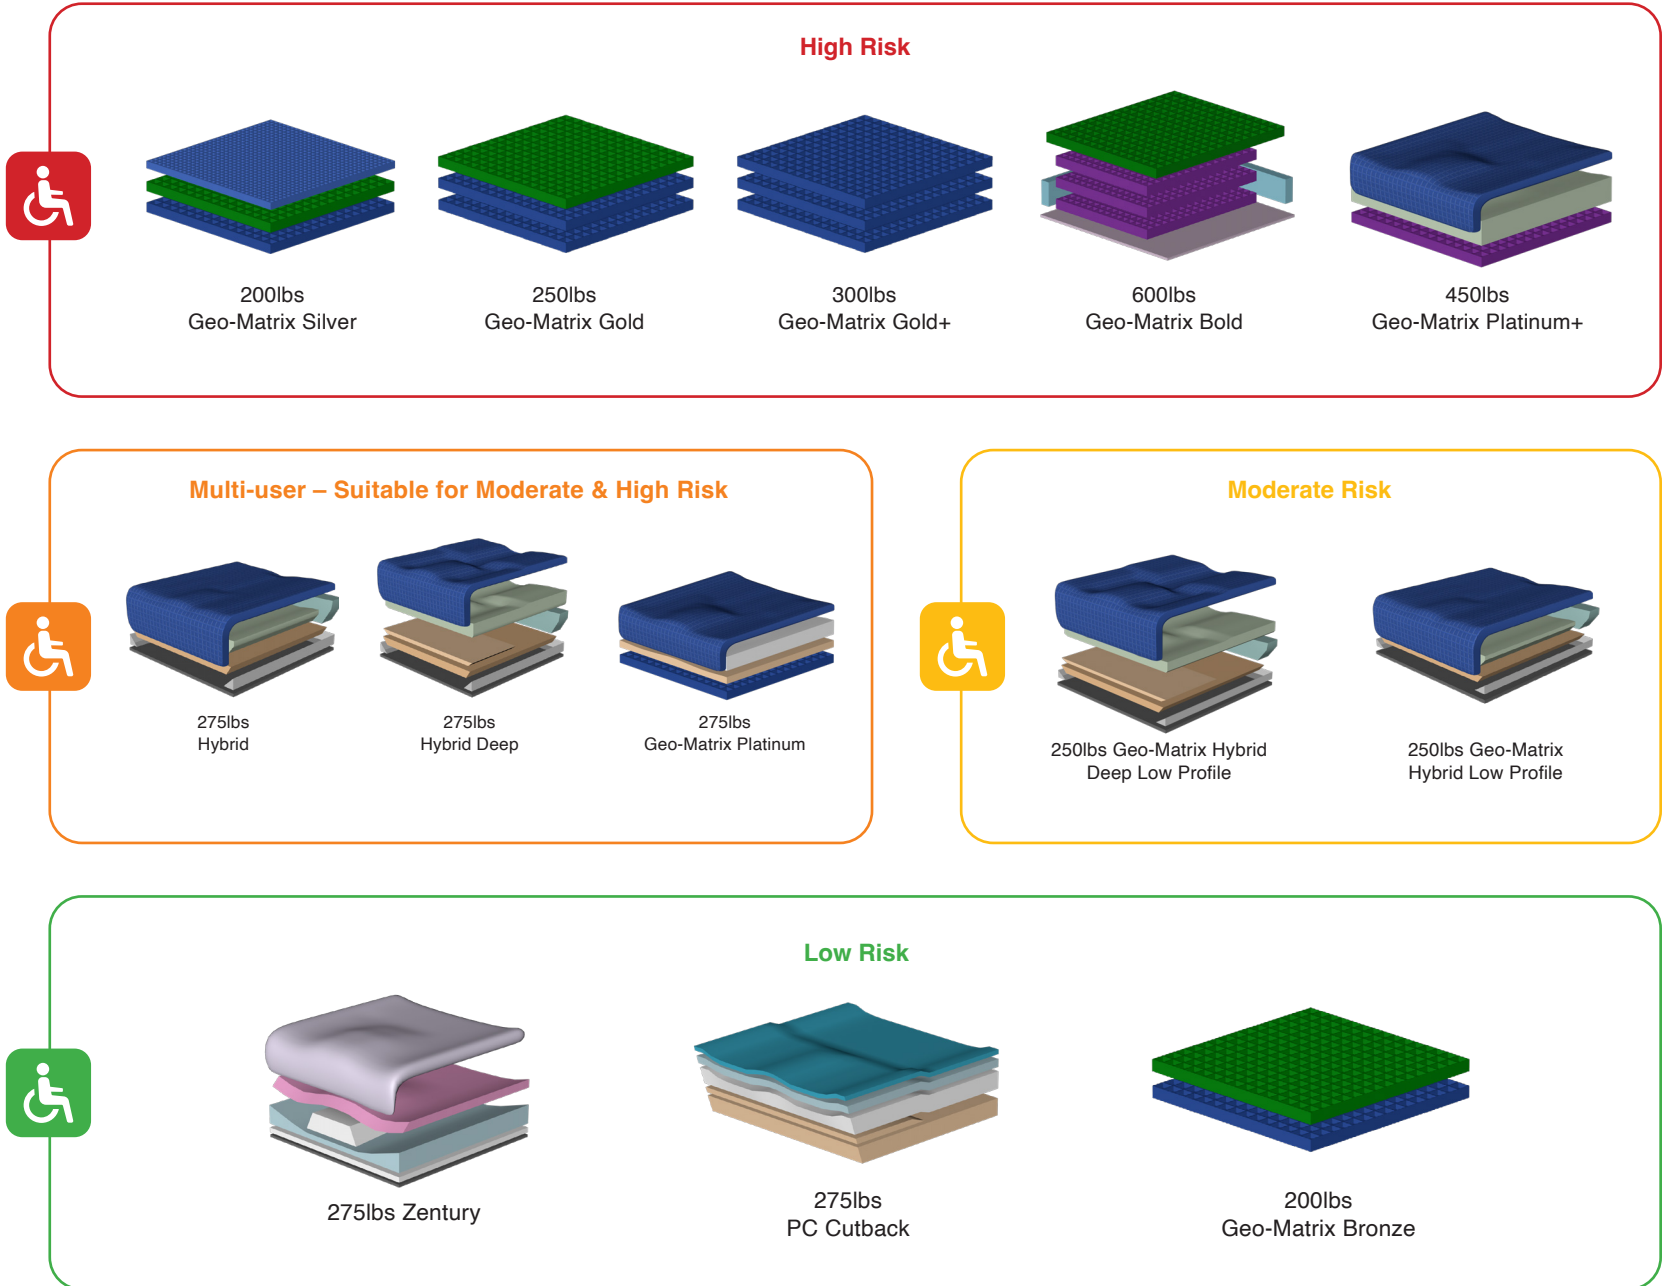 High Risk
200lbs
Geo-Matrix Silver
250lbs
Geo-Matrix Gold
300lbs
Geo-Matrix Gold+
600lbs
Geo-Matrix Bold
450lbs
Geo-Matrix Platinum+
Multi-user – Suitable for Moderate & High Risk
275lbs
Hybrid
275lbs
Hybrid Deep
275lbs
Geo-Matrix Platinum
Moderate Risk
250lbs Geo-Matrix Hybrid
Deep Low Profile
250lbs Geo-Matrix
Hybrid Low Profile
Low Risk
275lbs Zentury
275lbs
PC Cutback
200lbs
Geo-Matrix Bronze